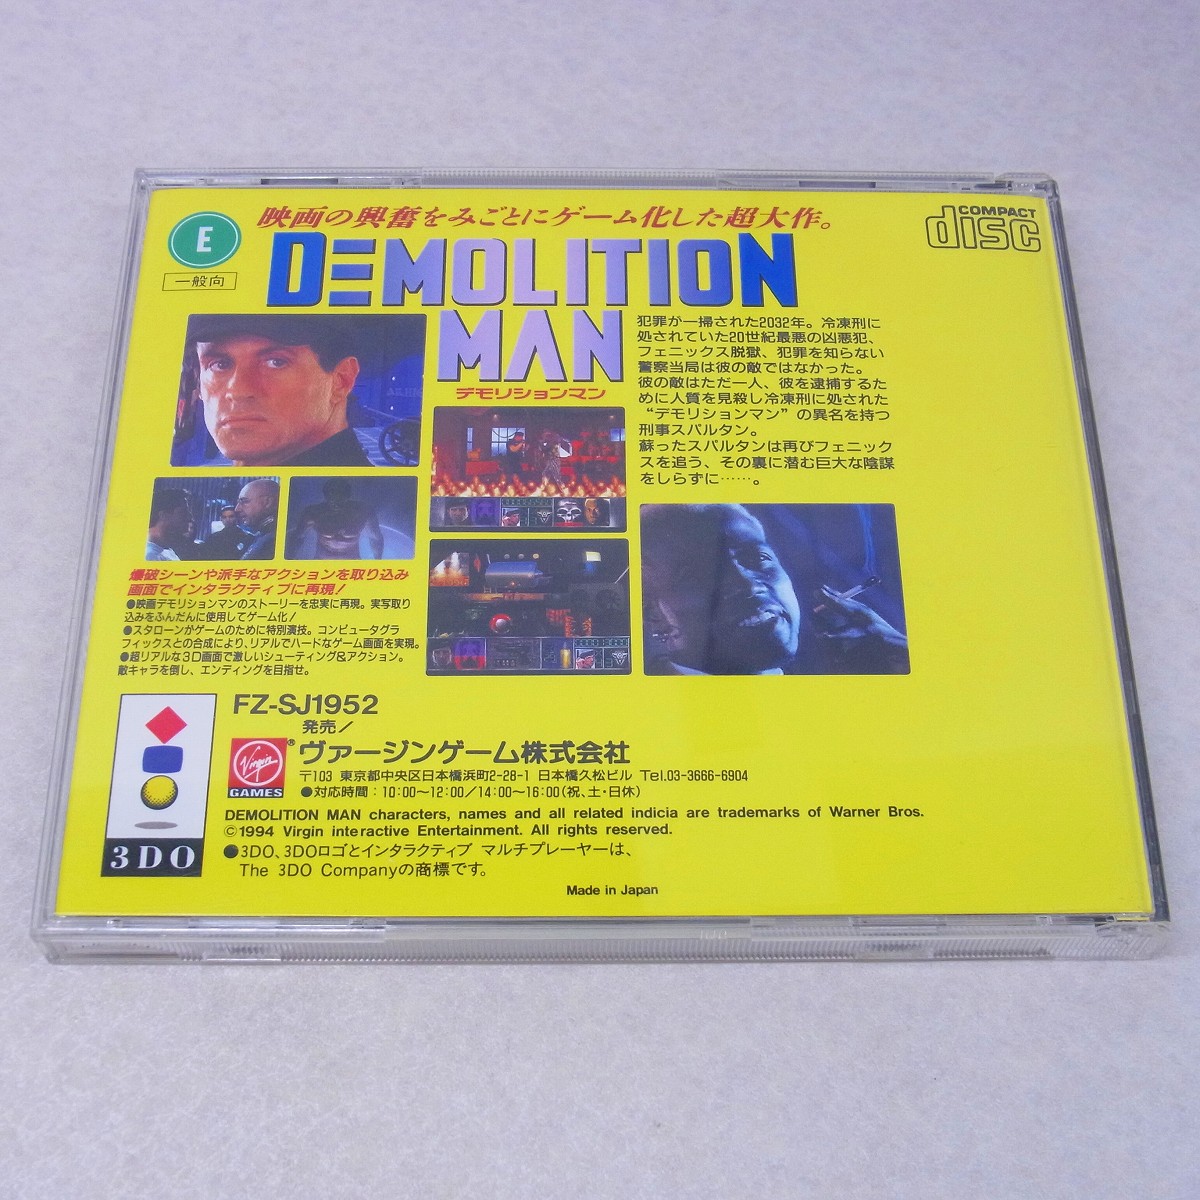 E
一般向
映画の興奮をみごとにゲーム化した超大作。
COMPACT
disc
DEMOLITION
MAN
デモリションマン
犯罪が一掃された2032年。冷凍刑に
処されていた20世紀最悪の凶悪犯、
フェニックス脱獄、犯罪を知らない
警察当局は彼の敵ではなかった。
彼の敵はただ一人、彼を逮捕するた
めに人質を見殺し冷凍刑に処された
“デモリションマン”の異名を持つ
刑事スパルタン。
蘇ったスパルタンは再びフェニック
スを追う、その裏に潜む巨大な陰謀
をしらずに……。
爆破シーンや派手なアクションを取り込み
画面でインタラクティブに再現!
●映画デモリションマンのストーリーを忠実に再現。実写取り
込みをふんだんに使用してゲーム化!
●スタローンがゲームのために特別演技。コンピュータグラ
フィックスとの合成により、リアルでハードなゲーム画面を実現。
●超リアルな3D画面で激しいシューティング&アクション。
敵キャラを倒し、エンディングを目指せ。
3DO
FZ-SJ1952
発売/
Virgin
GAMES
®
ヴァージンゲーム株式会社
〒103 東京都中央区日本橋浜町2-28-1 日本橋久松ビル Tel.03-3666-6904
●対応時間:10:00〜12:00/14:00〜16:00(祝、土・日休)
DEMOLITION MAN characters, names and all related indicia are trademarks of Warner Bros.
©1994 Virgin interactive Entertainment. All rights reserved.
●3DO、3DOロゴとインタラクティブ マルチプレーヤーは、
The 3DO Companyの商標です。
Made in Japan